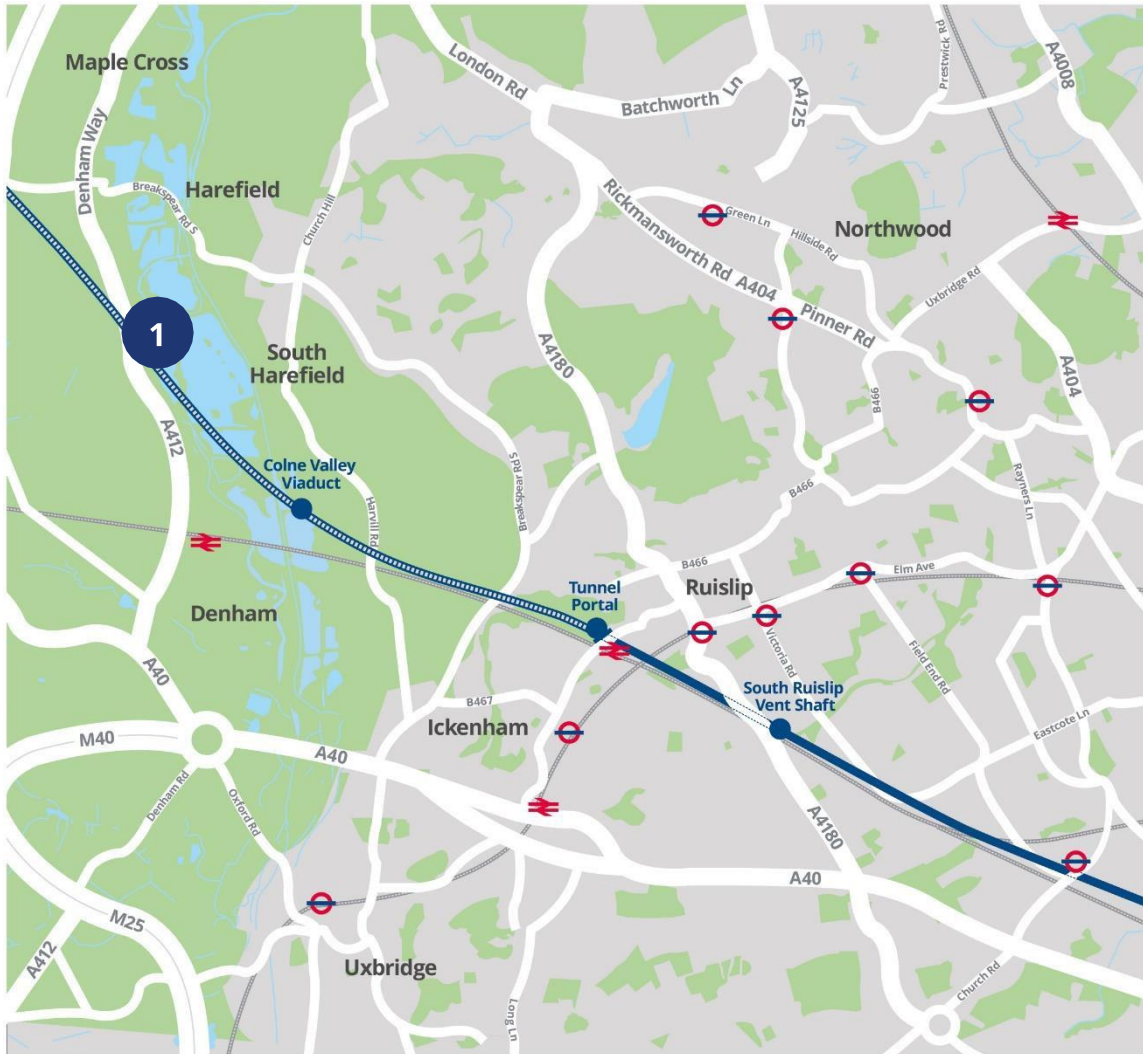 Maple Cross
London Rd
Batchworth Ln
A4125
Prestwick Rd
A4008
Denham Way
Harefield
Breakspear Rd S
Church Hill
Rickmansworth Rd A404
Green Ln
Hillside Rd
Northwood
Uxbridge Rd
Pinner Rd
1
A4180
South
Harefield
A404
B466
A412
Colne Valley
Viaduct
Harvill Rd
Breakspear Rd S
B466
Rayners Ln
B466
Elm Ave
Ruislip
Tunnel
Portal
Denham
Victoria Rd
Field End Rd
A40
South Ruislip
Vent Shaft
B467
Ickenham
Eastcote Ln
M40
A40
Denham Rd
Oxford Rd
A4180
A40
M25
A412
Uxbridge
Long Ln
Church Rd